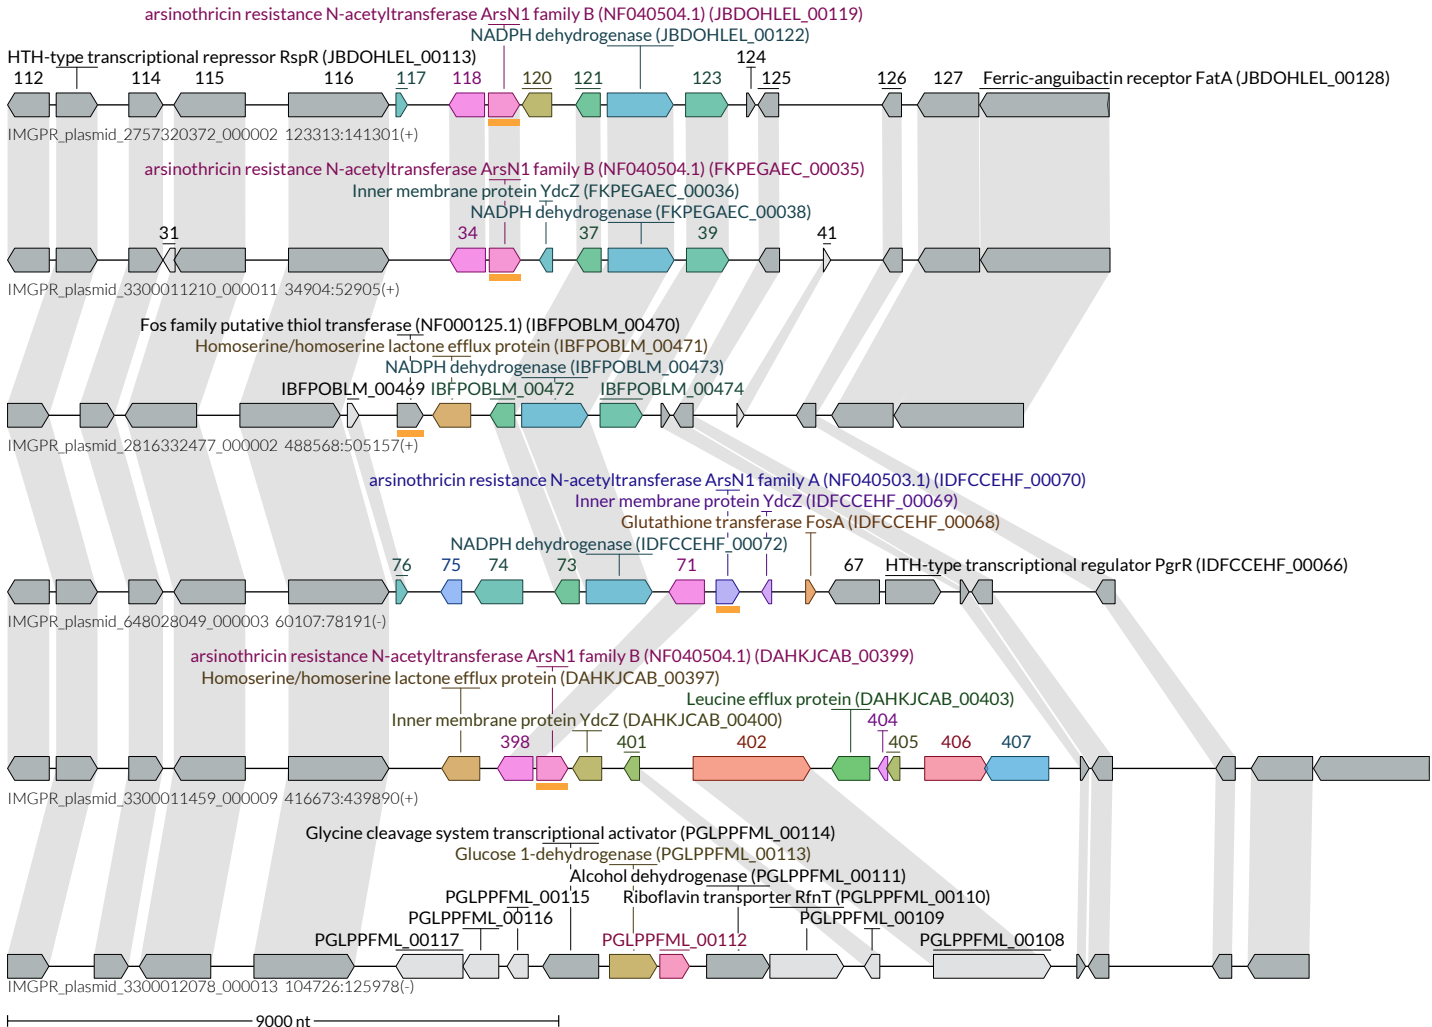 arsinothricin resistance N-acetyltransferase ArsN1 family B (NF040504.1) (JBDOHLEL_00119)
NADPH dehydrogenase (JBDOHLEL_00122)
HTH-type transcriptional repressor RspR (JBDOHLEL_00113)
124
112 114 115 116 117 118 120 121 123 125 126 127 Ferric-anguibactin receptor FatA (JBDOHLEL_00128)
IMGPR_plasmid_2757320372_000002 123313:141301(+)
arsinothricin resistance N-acetyltransferase ArsN1 family B (NF040504.1) (FKPEGAEC_00035)
Inner membrane protein YdcZ (FKPEGAEC_00036)
NADPH dehydrogenase (FKPEGAEC_00038)
31 34 37 39 41
IMGPR_plasmid_3300011210_000011 34904:52905(+)
Fos family putative thiol transferase (NF000125.1) (IBFPOBLM_00470)
Homoserine/homoserine lactone efflux protein (IBFPOBLM_00471)
NADPH dehydrogenase (IBFPOBLM_00473)
IBFPOBLM_00469 IBFPOBLM_00472 IBFPOBLM_00474
IMGPR_plasmid_2816332477_000002 488568:505157(+)
arsinothricin resistance N-acetyltransferase ArsN1 family A (NF040503.1) (IDFCCEHF_00070)
Inner membrane protein YdcZ (IDFCCEHF_00069)
Glutathione transferase FosA (IDFCCEHF_00068)
NADPH dehydrogenase (IDFCCEHF_00072)
76 75 74 73 71 67 HTH-type transcriptional regulator PgrR (IDFCCEHF_00066)
IMGPR_plasmid_648028049_000003 60107:78191(-)
arsinothricin resistance N-acetyltransferase ArsN1 family B (NF040504.1) (DAHKJCAB_00399)
Homoserine/homoserine lactone efflux protein (DAHKJCAB_00397)
Leucine efflux protein (DAHKJCAB_00403)
Inner membrane protein YdcZ (DAHKJCAB_00400) 404
398 401 402 405 406 407
IMGPR_plasmid_3300011459_000009 416673:439890(+)
Glycine cleavage system transcriptional activator (PGLPPFML_00114)
Glucose 1-dehydrogenase (PGLPPFML_00113)
Alcohol dehydrogenase (PGLPPFML_00111)
PGLPPFML_00115 Riboflavin transporter RfnT (PGLPPFML_00110)
PGLPPFML_00116 PGLPPFML_00109
PGLPPFML_00117 PGLPPFML_00112 PGLPPFML_00108
IMGPR_plasmid_3300012078_000013 104726:125978(-)
9000 nt